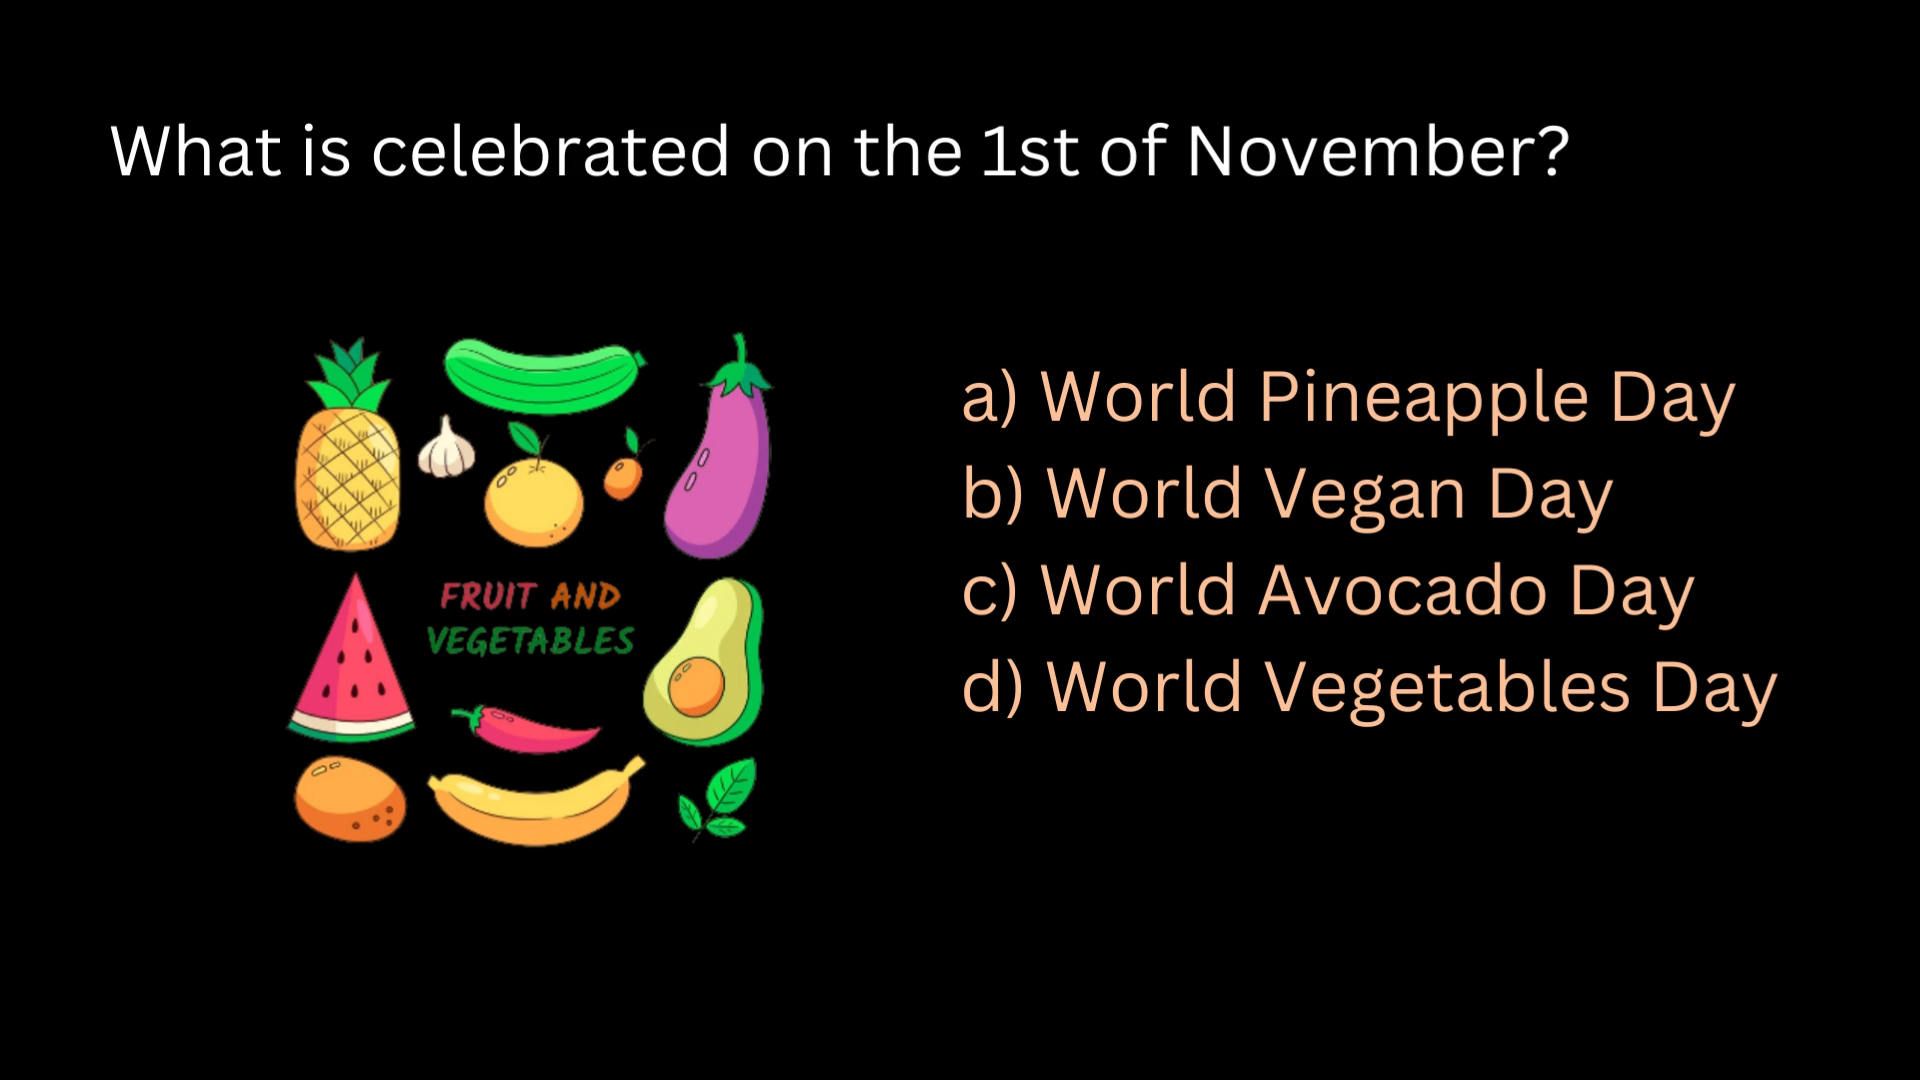 What is celebrated on the 1st of November?
FRUIT AND
VEGETABLES
a) World Pineapple Day
b) World Vegan Day
c) World Avocado Day
d) World Vegetables Day